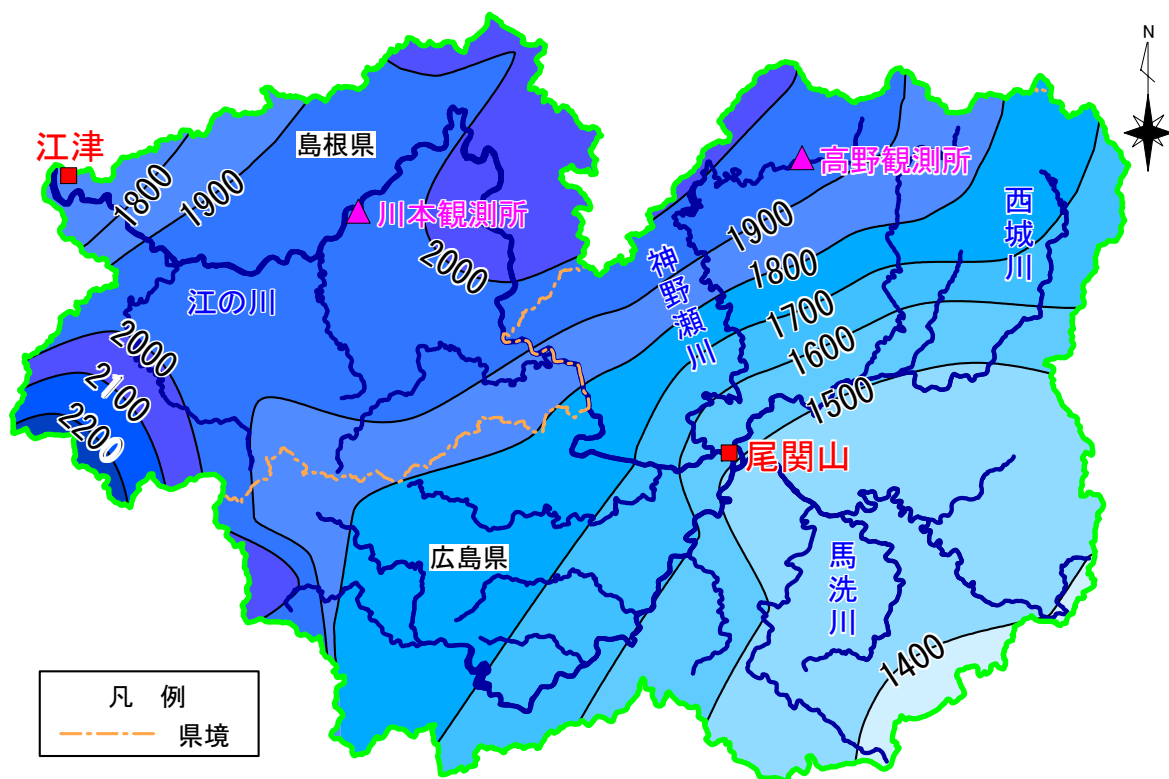 N
江津
島根県
高野観測所
1800
1900
川本観測所
西城川
1900
2000
神野瀬川
1800
江の川
1700
2000
1600
2100
1500
2200
尾関山
広島県
馬洗川
1400
凡 例
県境